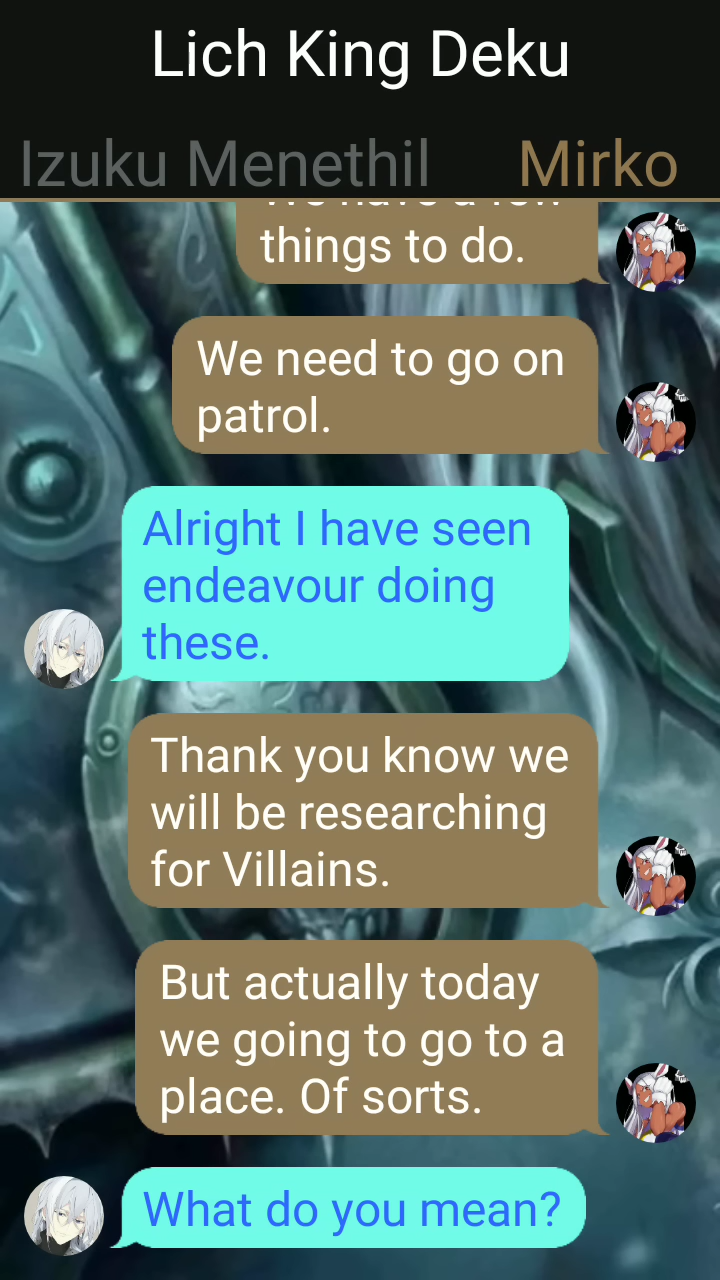 Lich King Deku
Izuku Menethil Mirko
things to do.
We need to go on
patrol.
Alright I have seen
endeavour doing
these.
Thank you know we
will be researching
for Villains.
But actually today
we going to go to a
place. Of sorts.
What do you mean?